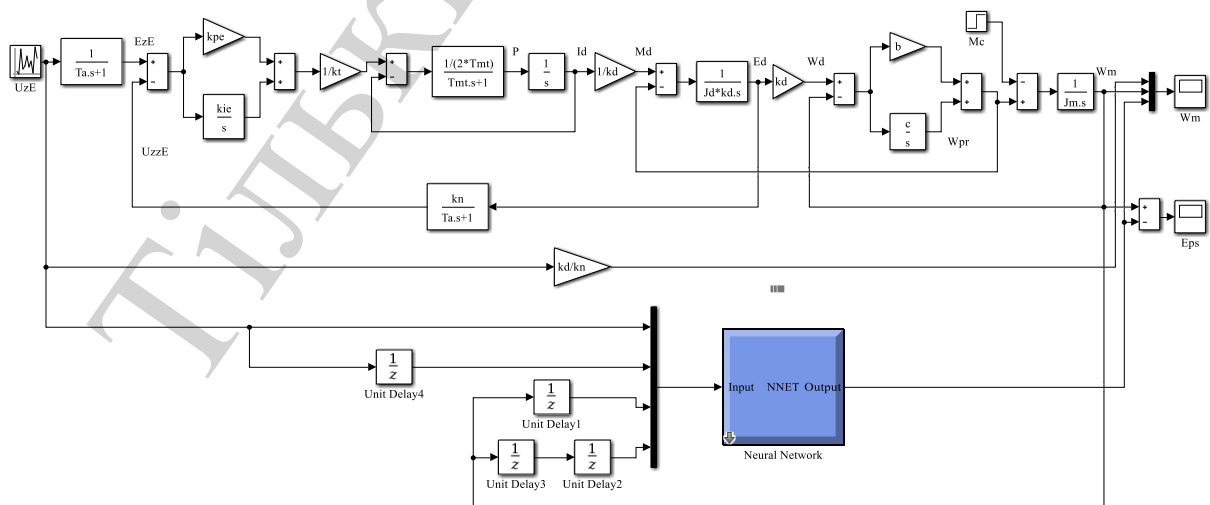 UzE
1
Ta.s+1
EzE
UzzE
kpe
kie
s
1/kt
1/(2*Tmt)
Tmt.s+1
P
1
s
Id
1/kd
Md
1
Jd*kd.s
Ed
kd
Wd
b
c
s
Wpr
Mc
1
Jm.s
Wm
Wm
Eps
kn
Ta.s+1
kd/kn
1
z
Unit Delay4
1
z
Unit Delay1
1
z
Unit Delay3
1
z
Unit Delay2
Input NNET Output
Neural Network
Тільк